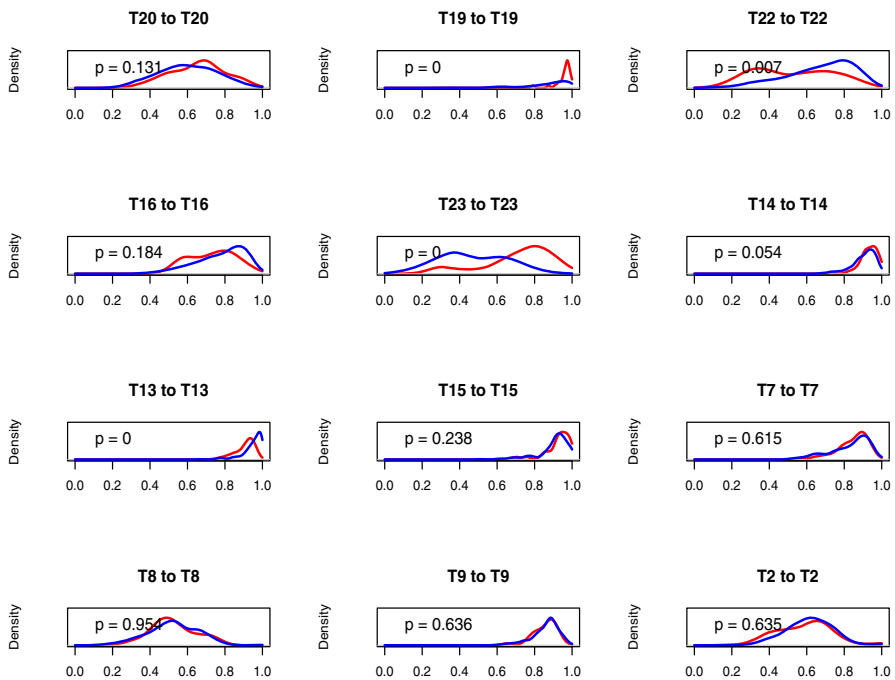 T20 to T20
Density
p = 0.131
0.0 0.2 0.4 0.6 0.8 1.0
T19 to T19
p = 0
0.0 0.2 0.4 0.6 0.8 1.0
T22 to T22
Density
p = 0.007
0.0 0.2 0.4 0.6 0.8 1.0
T16 to T16
Density
p = 0.184
0.0 0.2 0.4 0.6 0.8 1.0
T23 to T23
Density
p = 0
0.0 0.2 0.4 0.6 0.8 1.0
T14 to T14
Density
p = 0.054
0.0 0.2 0.4 0.6 0.8 1.0
T13 to T13
Density
p = 0
0.0 0.2 0.4 0.6 0.8 1.0
T15 to T15
Density
p = 0.238
0.0 0.2 0.4 0.6 0.8 1.0
T7 to T7
Density
p = 0.615
0.0 0.2 0.4 0.6 0.8 1.0
T8 to T8
Density
p = 0.954
0.0 0.2 0.4 0.6 0.8 1.0
T9 to T9
Density
p = 0.636
0.0 0.2 0.4 0.6 0.8 1.0
T2 to T2
Density
p = 0.635
0.0 0.2 0.4 0.6 0.8 1.0